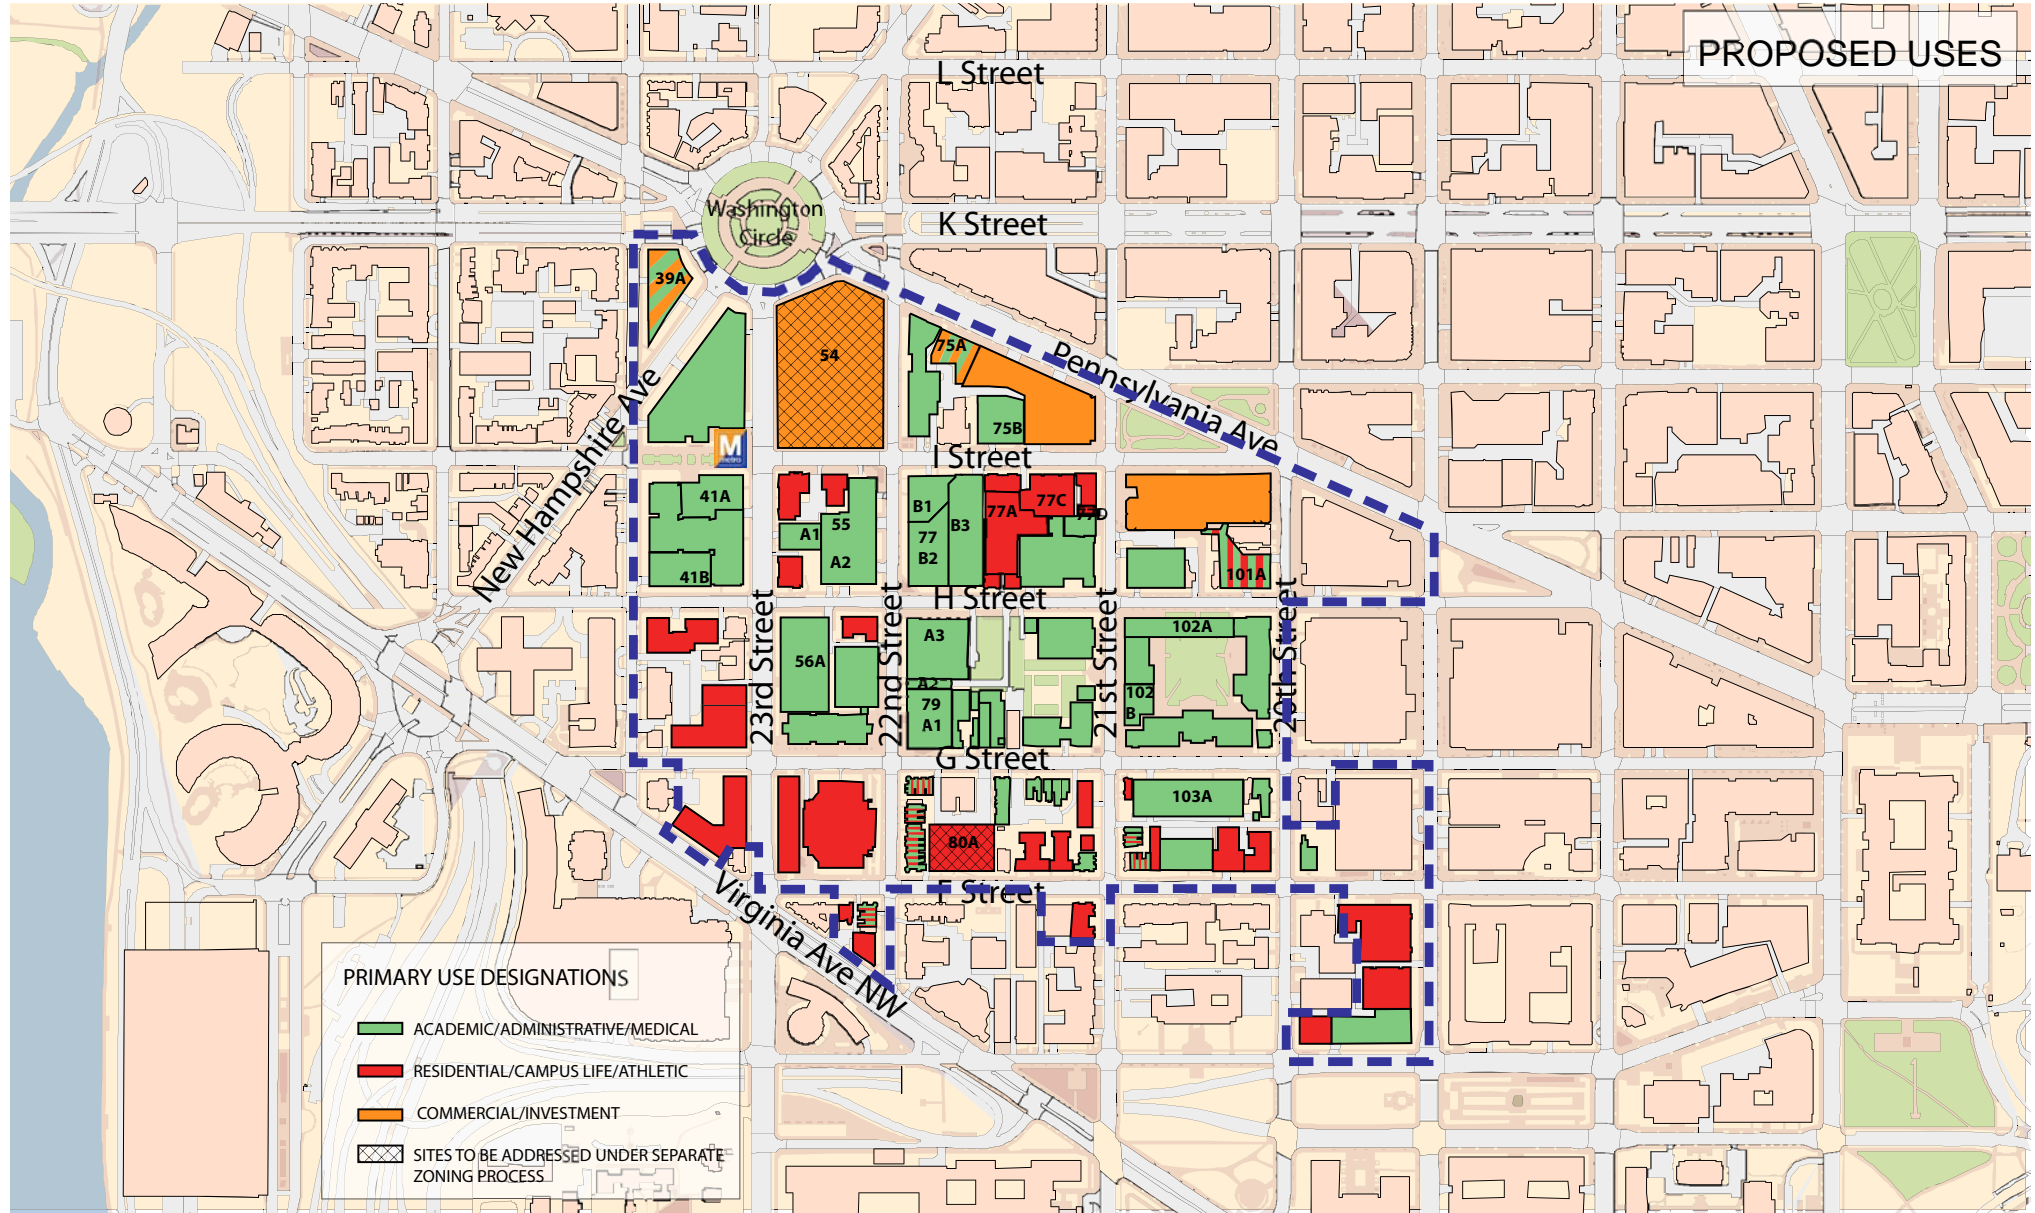 PROPOSED USES
L Street
Washington
Circle
K Street
39A
54
75A
Pennsylvania Ave
New Hampshire Ave
75B
M
metro
I Street
41A
41B
55
A1
A2
B1
B3
77
B2
77A
77C
77D
101A
H Street
23rd Street
22nd Street
21st Street
20th Street
56A
A3
A2
79
A1
102A
102
B
G Street
103A
80A
F Street
Virginia Ave NW
PRIMARY USE DESIGNATIONS
ACADEMIC/ADMINISTRATIVE/MEDICAL
RESIDENTIAL/CAMPUS LIFE/ATHLETIC
COMMERCIAL/INVESTMENT
SITES TO BE ADDRESSED UNDER SEPARATE
ZONING PROCESS